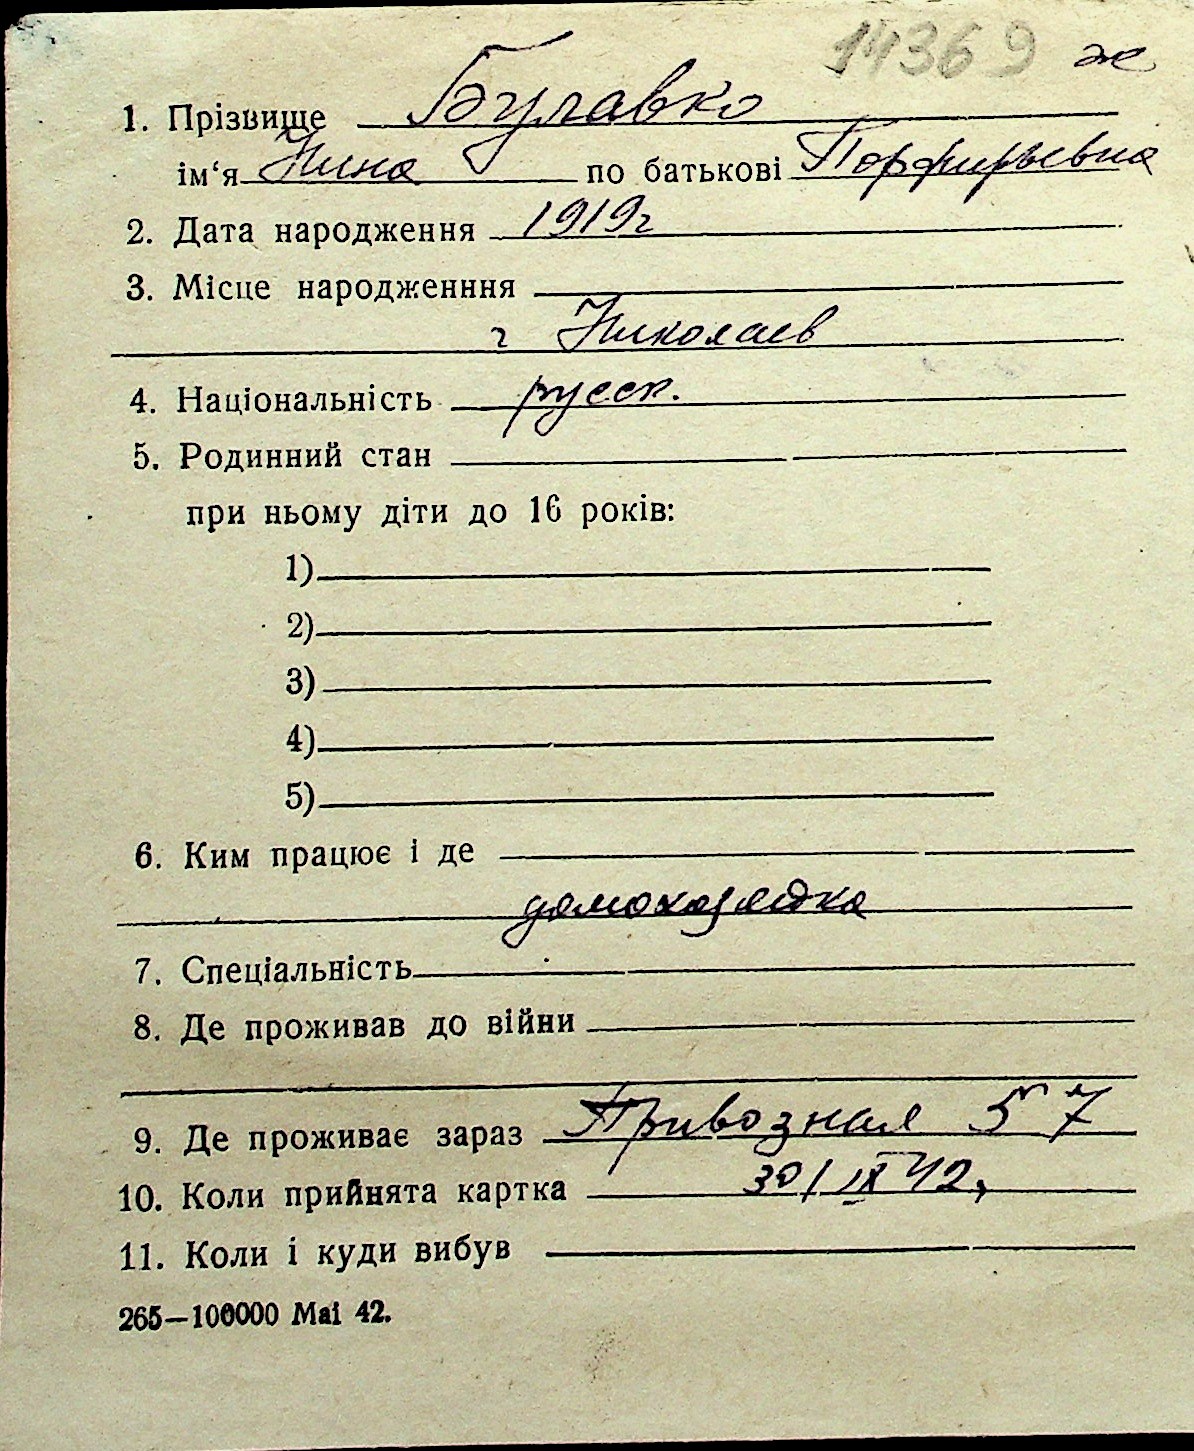 14369 ж
1. Прізвище Булавко
ім‘я Нина по батькові Порфирьевна
2. Дата народження 1919г
3. Місце народженння
г Николаев
4. Національність русск.
5. Родинний стан
при ньому діти до 16 років:
1)
2)
3)
4)
5)
6. Ким працює і де
домохозяйка
7. Спеціальність
8. Де проживав до війни
9. Де проживає зараз Привозная 57
10. Коли прийнята картка 30/IX 42.
11. Коли і куди вибув
265—100000 Mai 42.